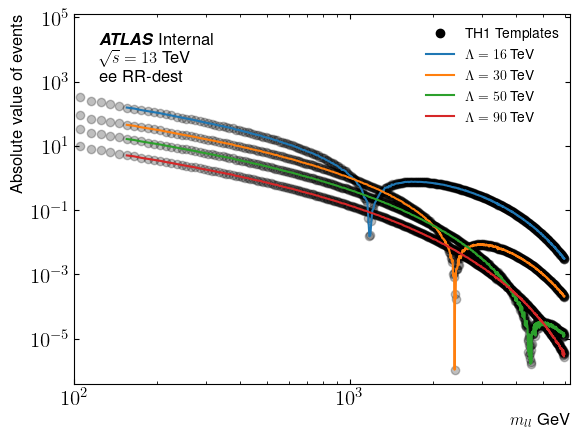 Absolute value of events
10^5
10^3
10^1
10^−1
10^−3
10^−5
ATLAS Internal
√s = 13 TeV
ee RR-dest
TH1 Templates
Λ = 16 TeV
Λ = 30 TeV
Λ = 50 TeV
Λ = 90 TeV
10^2
10^3
m_ll GeV